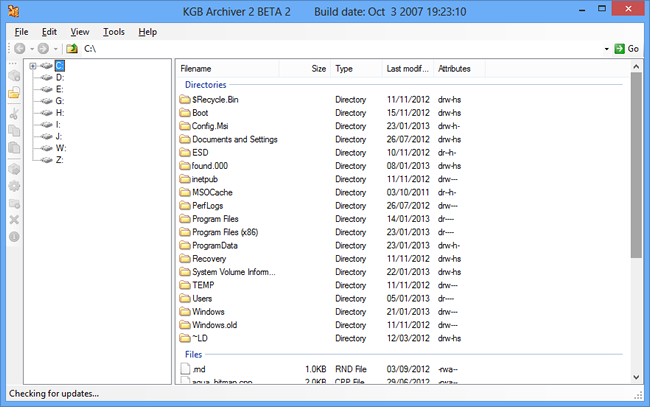 KGB Archiver 2 BETA 2 Build date: Oct 3 2007 19:23:10
File Edit View Tools Help
C:\ Go
C:
D:
E:
G:
H:
I:
J:
W:
Z:
Filename Size Type Last modif... Attributes
Directories
$Recycle.Bin Directory 11/11/2012 drw-hs
Boot Directory 11/11/2012 drw-hs
Config.Msi Directory 23/01/2013 drw-h-
Documents and Settings Directory 26/07/2012 drw-hs
ESD Directory 10/11/2012 dr--h-
found.000 Directory 08/01/2013 drw-hs
inetpub Directory 11/11/2012 drw---
MSOCache Directory 03/10/2011 dr--h-
PerfLogs Directory 26/07/2012 drw---
Program Files Directory 14/01/2013 dr----
Program Files (x86) Directory 23/01/2013 dr----
ProgramData Directory 23/01/2013 drw-h-
Recovery Directory 11/11/2012 drw-hs
System Volume Inform... Directory 22/01/2013 drw-hs
TEMP Directory 11/11/2012 drw---
Users Directory 05/01/2013 dr----
Windows Directory 21/01/2013 drw---
Windows.old Directory 11/11/2012 drw---
~LD Directory 12/03/2012 drw-hs
Files
.rnd 1.0KB RND File 03/09/2012 -rwa--
aqua_bitmap.cpp 2.0KB CPP File 29/06/2012 -rwa--
Checking for updates...